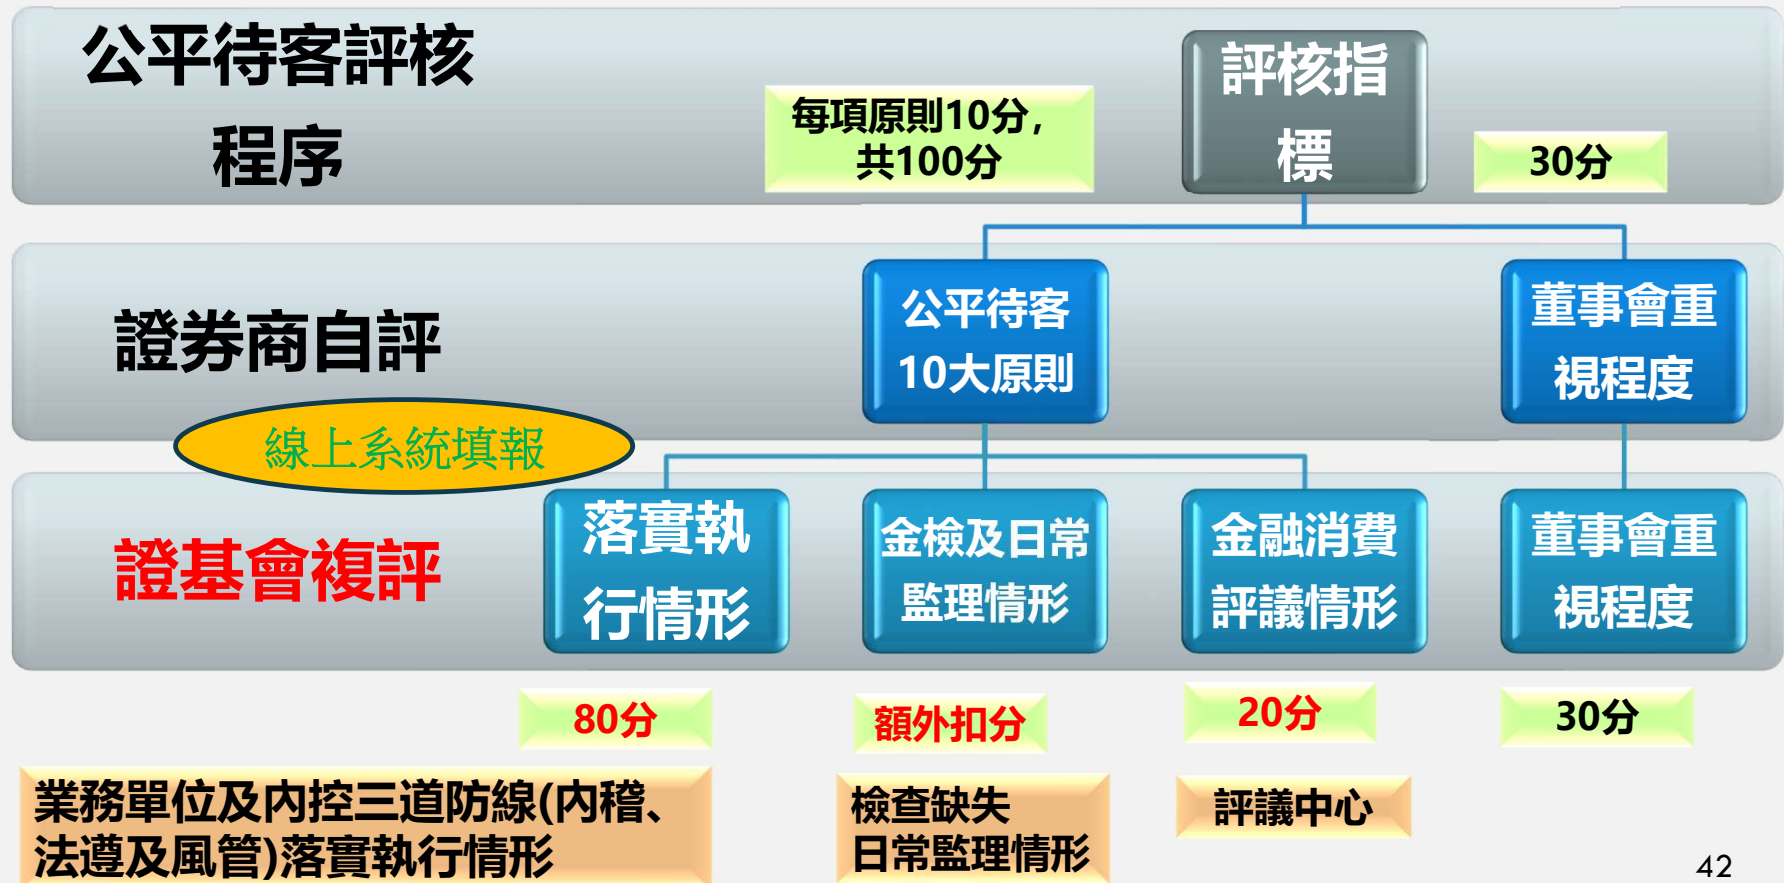 公平待客評核
程序
每項原則10分,
共100分
評核指
標
30分
證券商自評
公平待客
10大原則
董事會重
視程度
線上系統填報
證基會複評
落實執
行情形
金檢及日常
監理情形
金融消費
評議情形
董事會重
視程度
80分
額外扣分
20分
30分
業務單位及內控三道防線(內稽、
法遵及風管)落實執行情形
檢查缺失
日常監理情形
評議中心
42